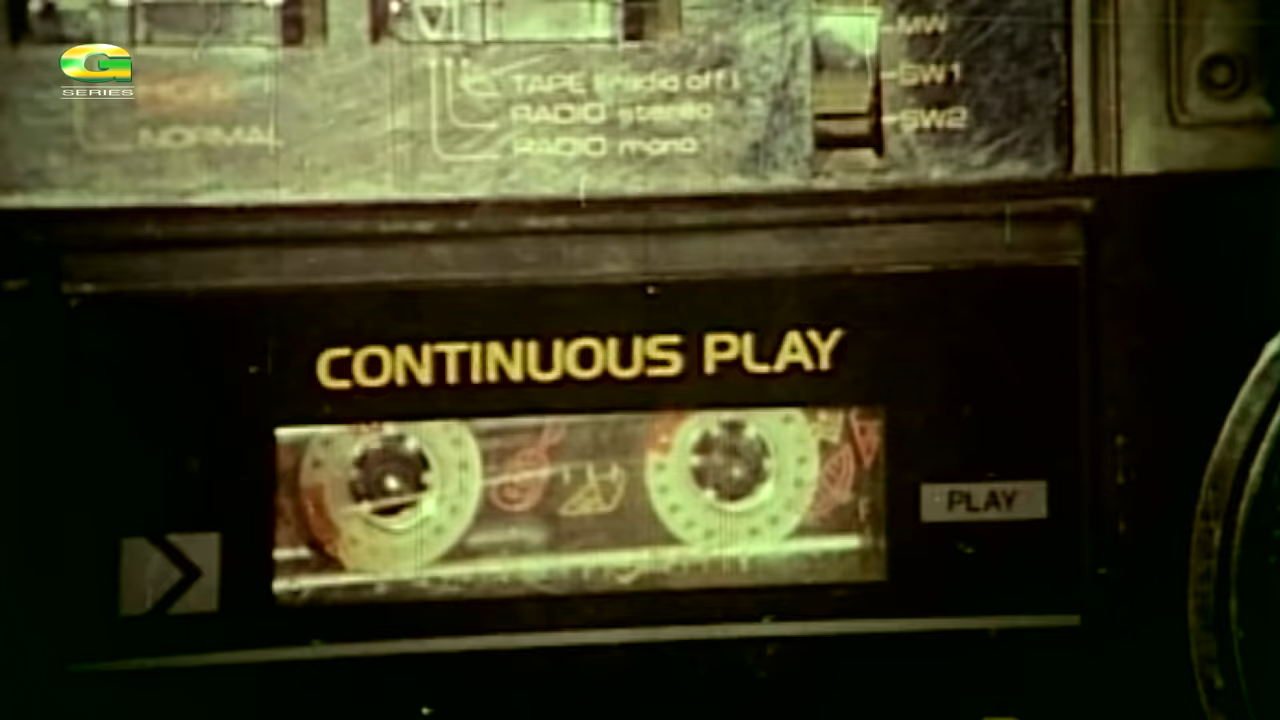 G
SERIES
MW
TAPE (radio off)
SW1
RADIO stereo
SW2
NORMAL
RADIO mono
CONTINUOUS PLAY
PLAY